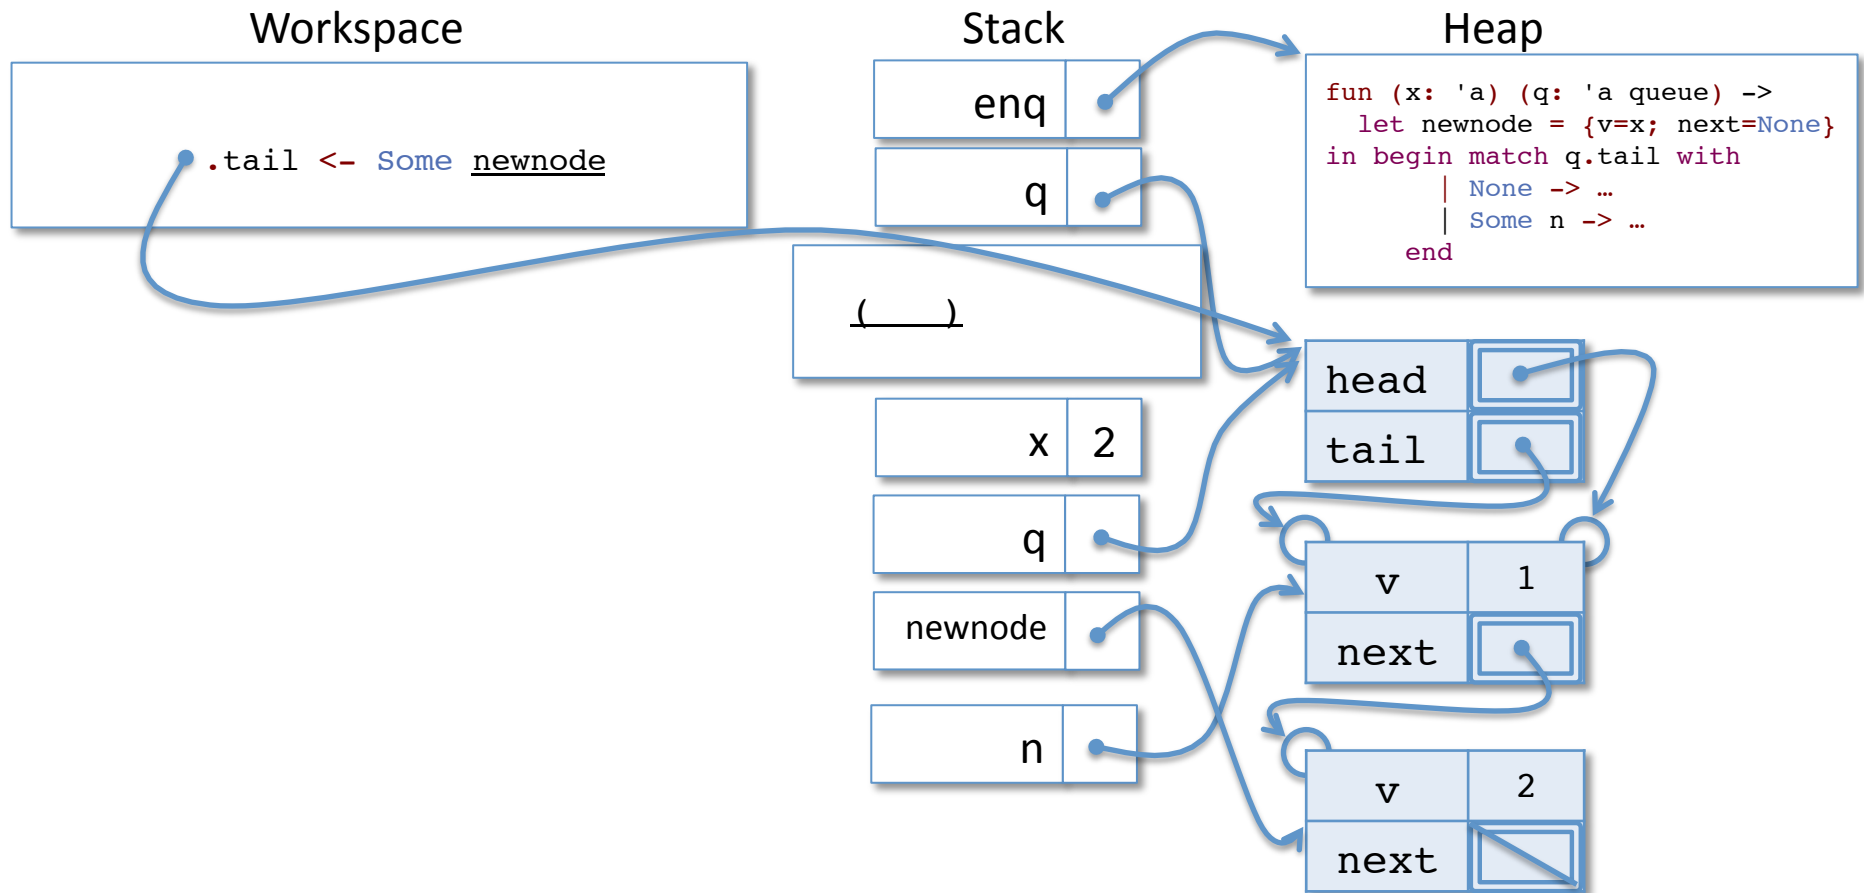 Workspace
Stack
Heap
.tail <- Some newnode
enq
q
(    )
x 2
q
newnode
n
fun (x: 'a) (q: 'a queue) ->
let newnode = {v=x; next=None}
in begin match q.tail with
| None -> …
| Some n -> …
end
head
tail
v 1
next
v 2
next